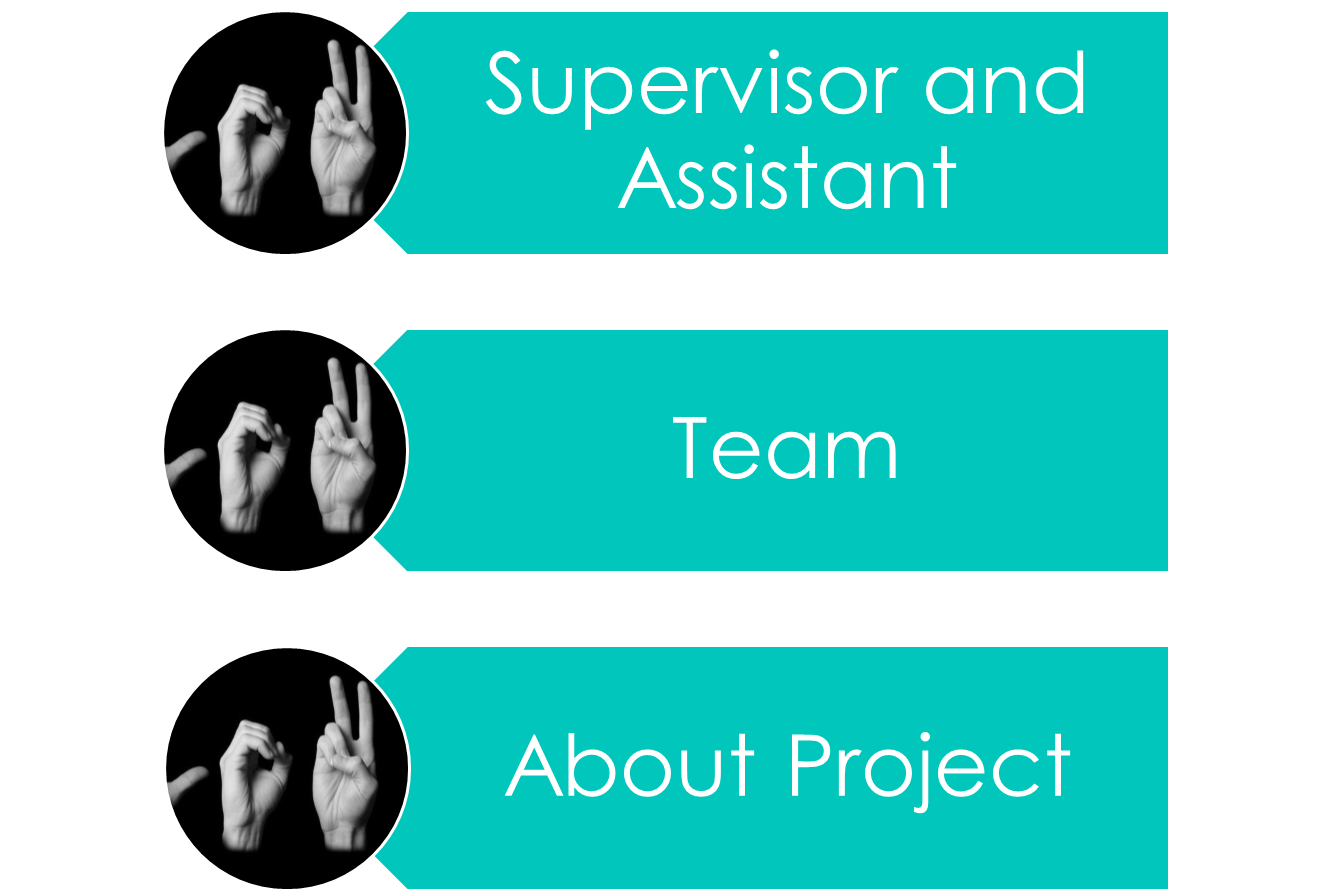 Supervisor and
Assistant
Team
About Project